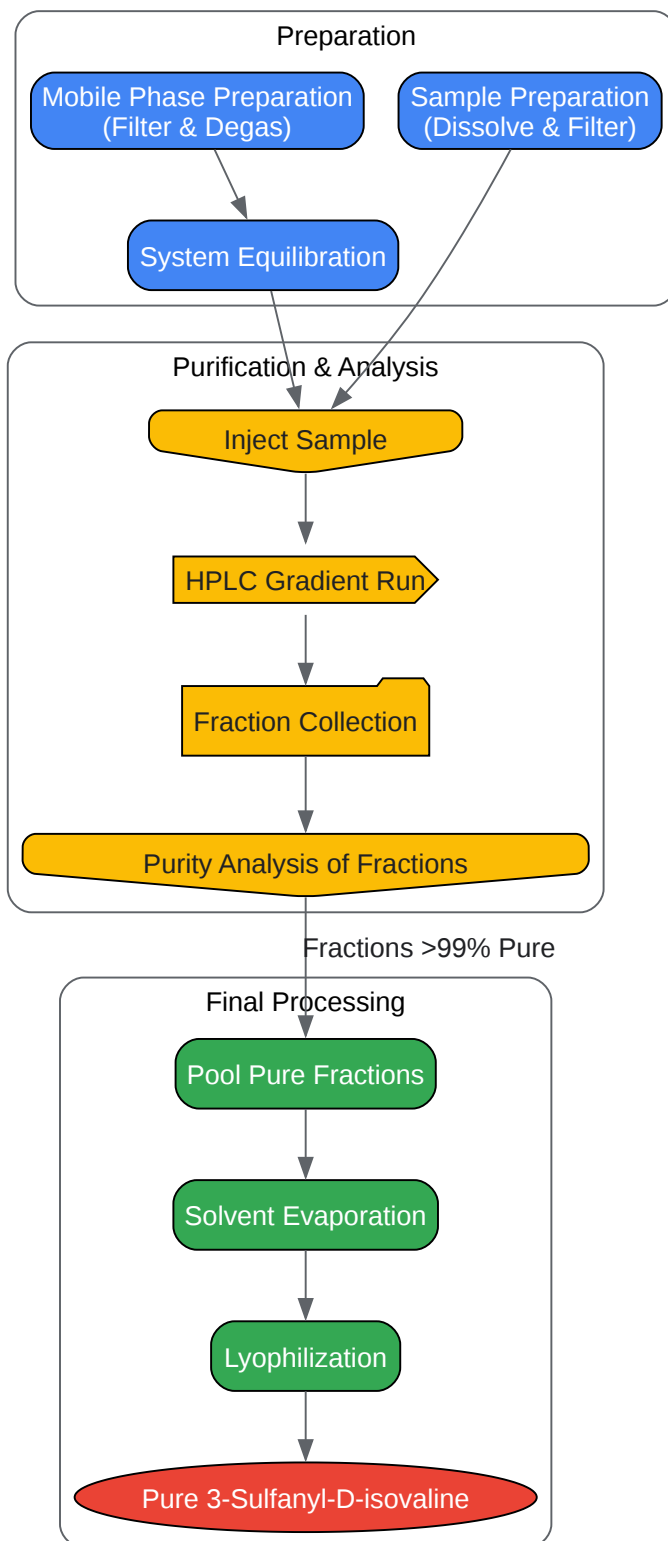 Preparation
Mobile Phase Preparation
(Filter & Degas)
Sample Preparation
(Dissolve & Filter)
System Equilibration
Purification & Analysis
Inject Sample
HPLC Gradient Run
Fraction Collection
Purity Analysis of Fractions
Fractions >99% Pure
Final Processing
Pool Pure Fractions
Solvent Evaporation
Lyophilization
Pure 3-Sulfanyl-D-isovaline